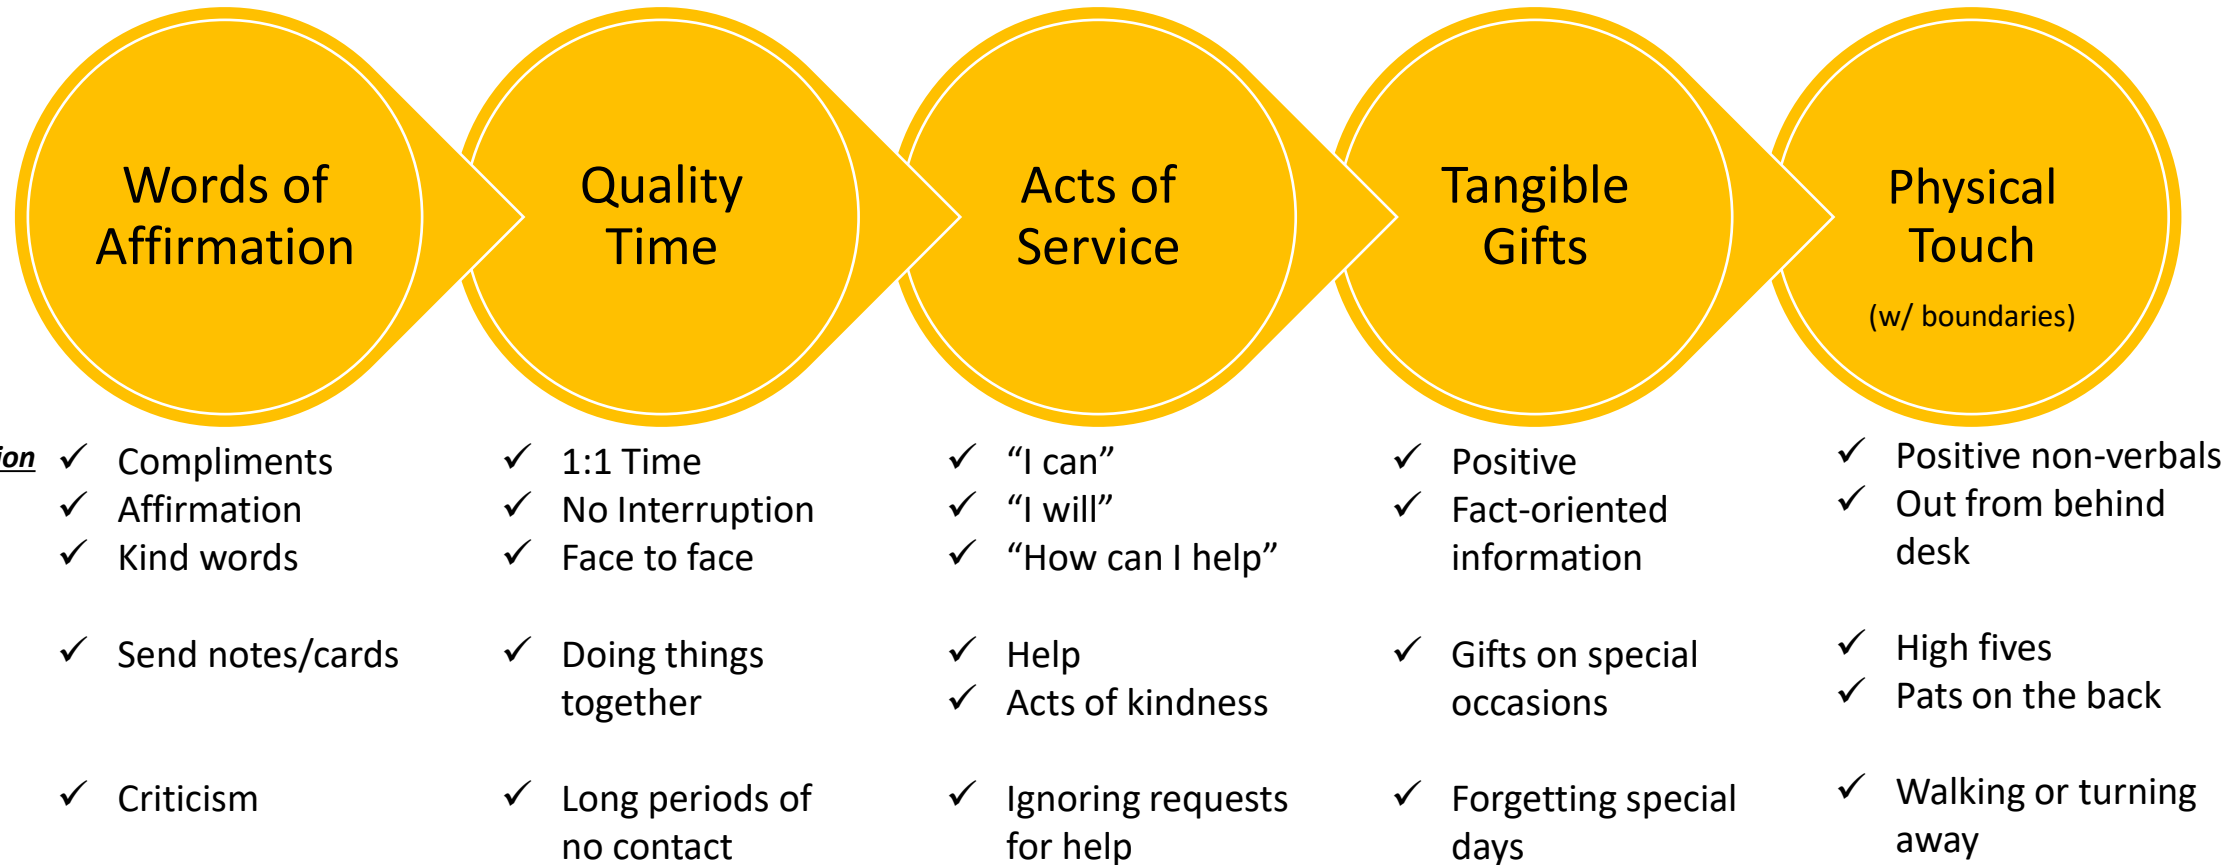 Words of
Affirmation
Quality
Time
Acts of
Service
Tangible
Gifts
Physical
Touch
(w/ boundaries)
✓ Compliments
✓ Affirmation
✓ Kind words
✓ Send notes/cards
✓ Criticism
✓ 1:1 Time
✓ No Interruption
✓ Face to face
✓ Doing things
together
✓ Long periods of
no contact
✓ “I can”
✓ “I will”
✓ “How can I help”
✓ Help
✓ Acts of kindness
✓ Ignoring requests
for help
✓ Positive
✓ Fact-oriented
information
✓ Gifts on special
occasions
✓ Forgetting special
days
✓ Positive non-verbals
✓ Out from behind
desk
✓ High fives
✓ Pats on the back
✓ Walking or turning
away